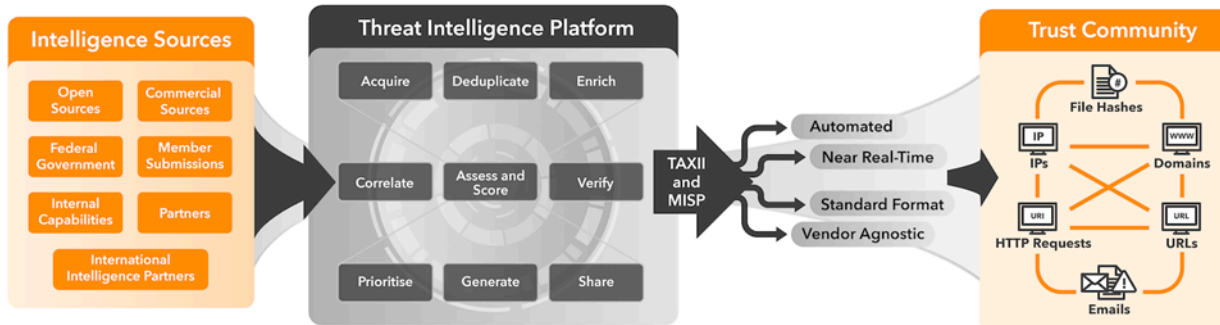 Intelligence Sources
Open
Sources
Commercial
Sources
Federal
Government
Member
Submissions
Internal
Capabilities
Partners
International
Intelligence Partners
Threat Intelligence Platform
Acquire
Deduplicate
Enrich
Correlate
Assess and
Score
Verify
Prioritise
Generate
Share
TAXII
and
MISP
Automated
Near Real-Time
Standard Format
Vendor Agnostic
Trust Community
#
File Hashes
IP
IPs
WWW
Domains
URI
HTTP Requests
URL
URLs
!
Emails